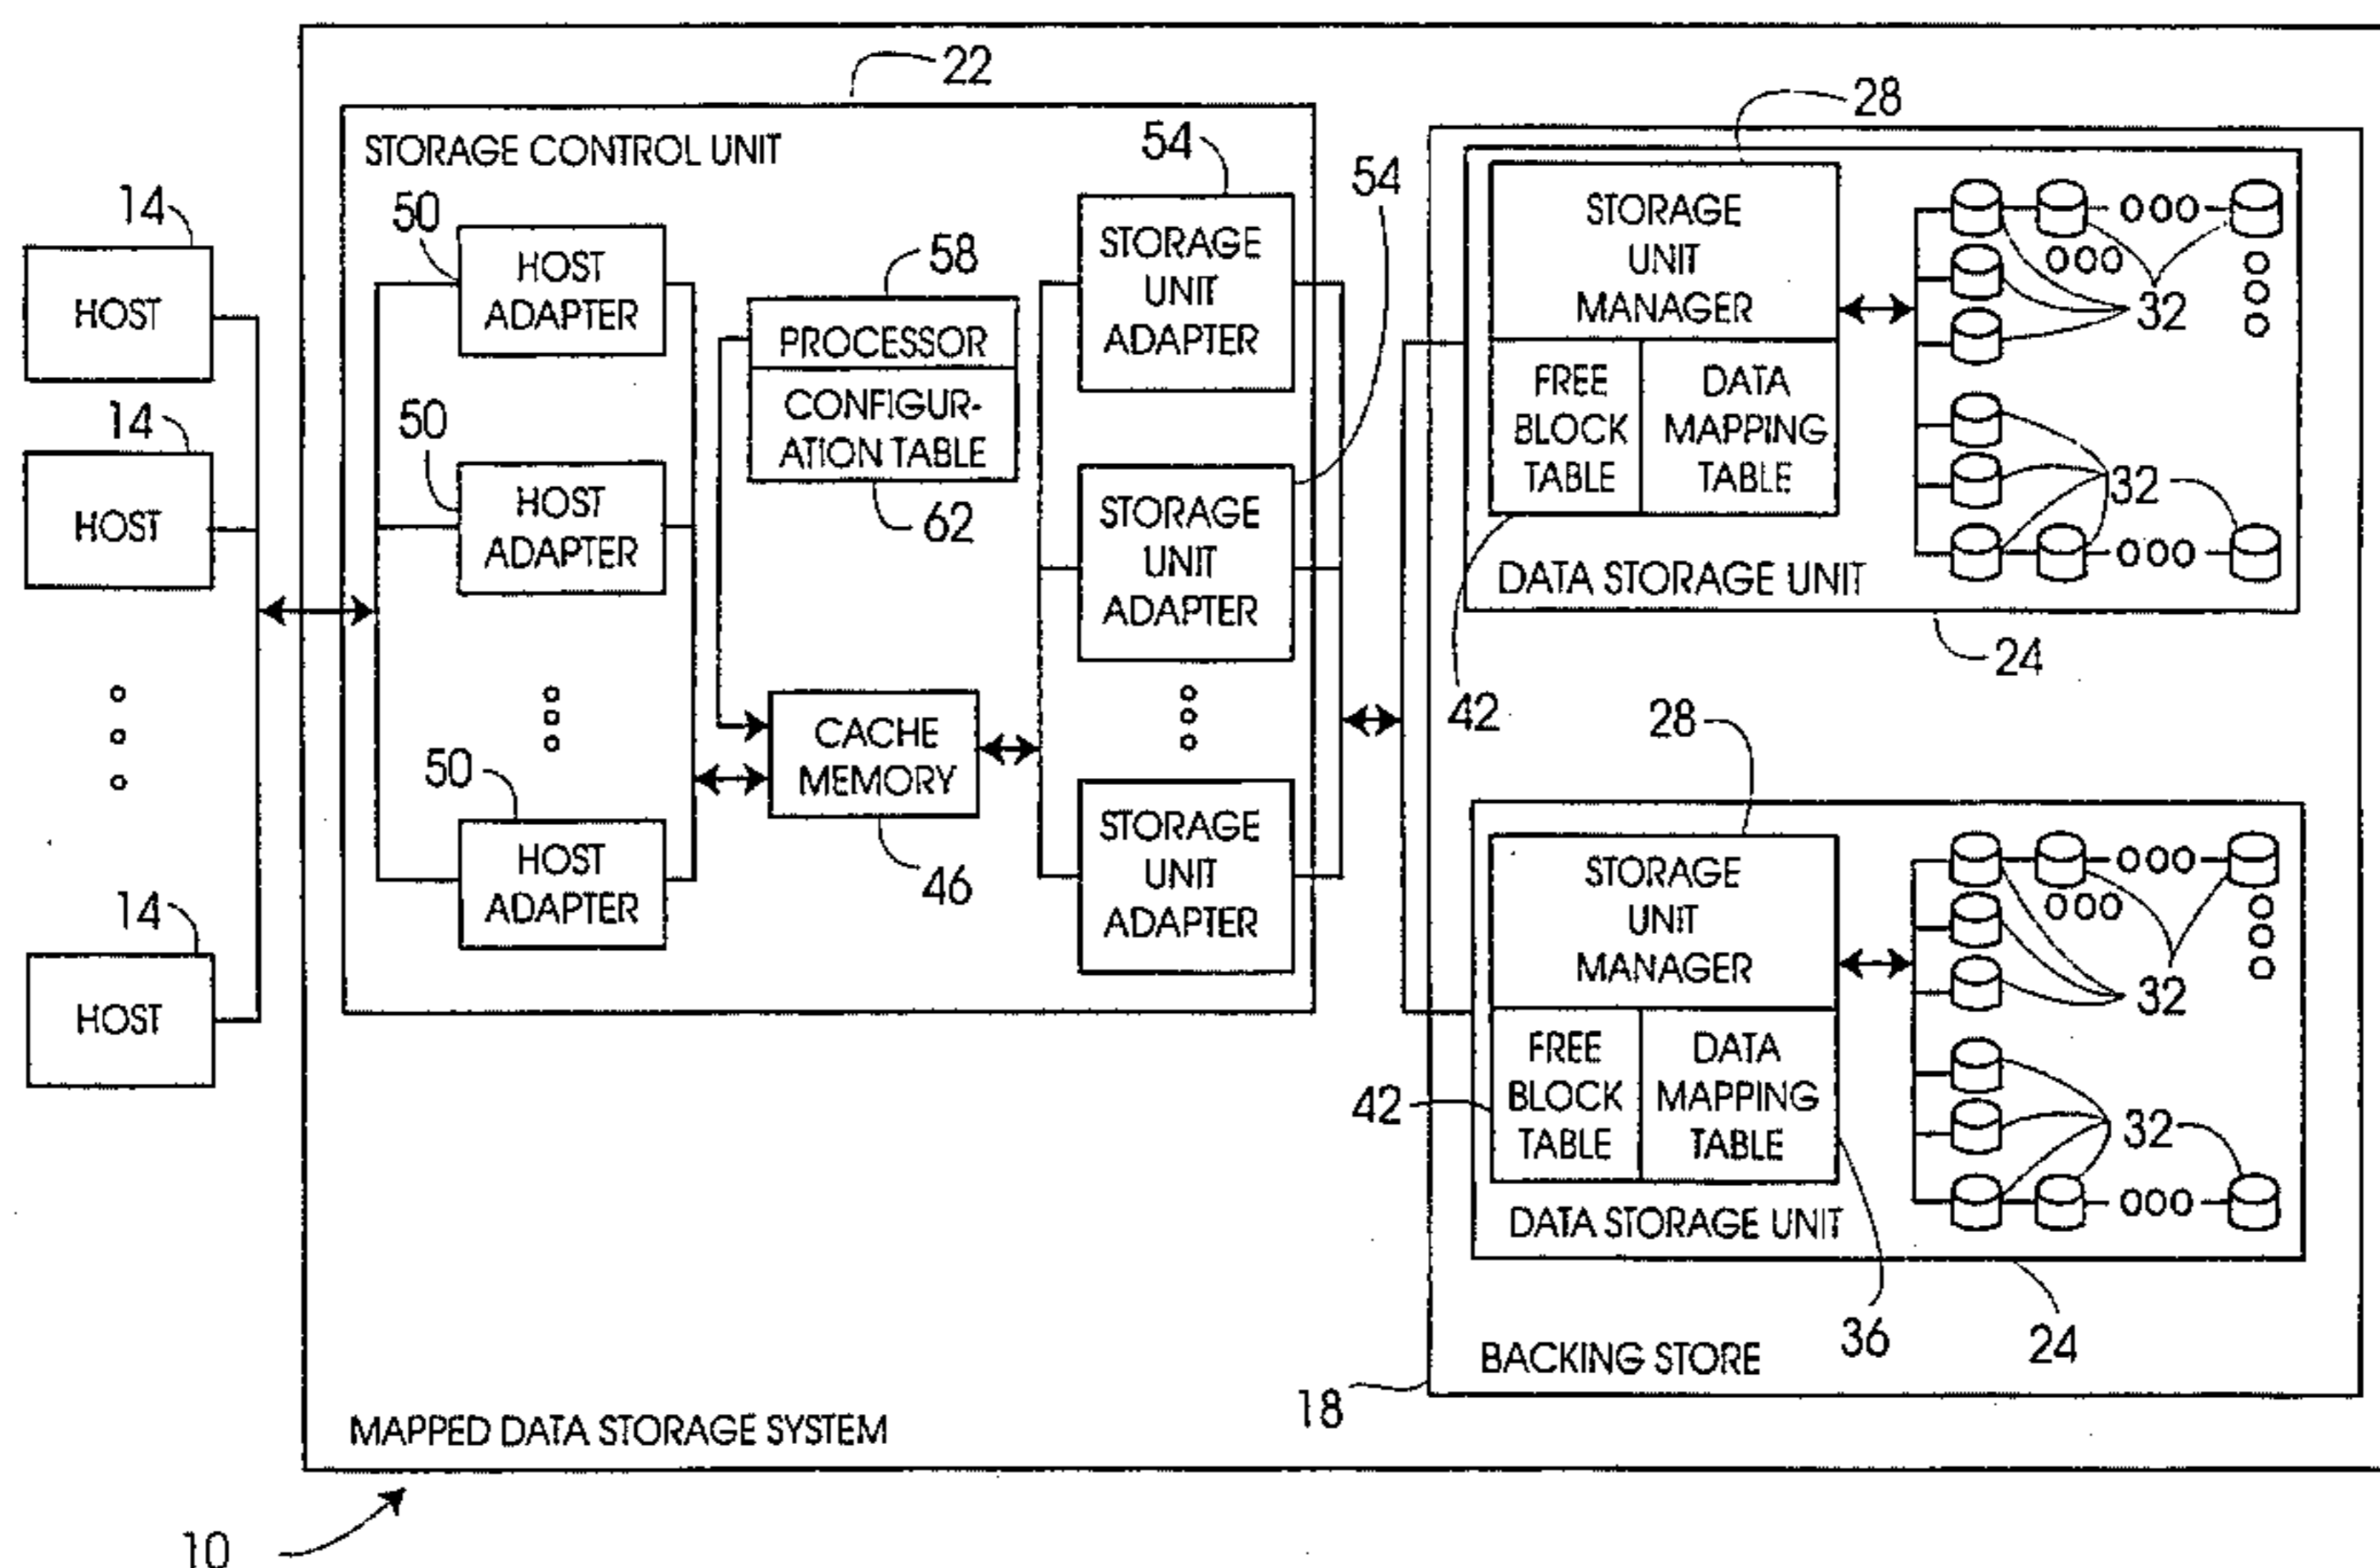 22
STORAGE CONTROL UNIT
14
HOST
14
HOST
14
HOST
50
HOST
ADAPTER
50
HOST
ADAPTER
50
HOST
ADAPTER
58
PROCESSOR
CONFIGUR-
ATION TABLE
62
CACHE
MEMORY
46
54
STORAGE
UNIT
ADAPTER
54
STORAGE
UNIT
ADAPTER
STORAGE
UNIT
ADAPTER
28
STORAGE
UNIT
MANAGER
FREE
BLOCK
TABLE
DATA
MAPPING
TABLE
32
32
DATA STORAGE UNIT
42
24
28
STORAGE
UNIT
MANAGER
FREE
BLOCK
TABLE
DATA
MAPPING
TABLE
42
32
32
DATA STORAGE UNIT
36
24
BACKING STORE
18
MAPPED DATA STORAGE SYSTEM
10